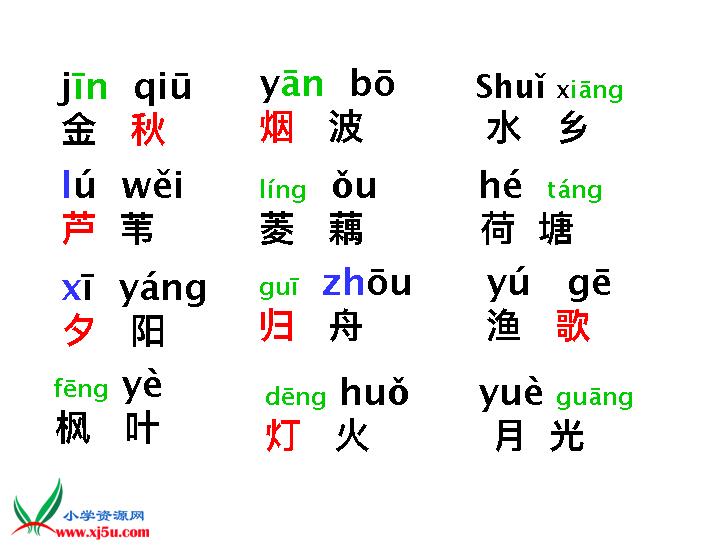 jīn qiū yān bō Shuǐ xiāng
金 秋 烟 波 水 乡
lú wěi líng ǒu hé táng
芦 苇 菱 藕 荷 塘
xī yáng guī zhōu yú gē
夕 阳 归 舟 渔 歌
fēng yè dēng huǒ yuè guāng
枫 叶 灯 火 月 光
小学资源网
www.xj5u.com